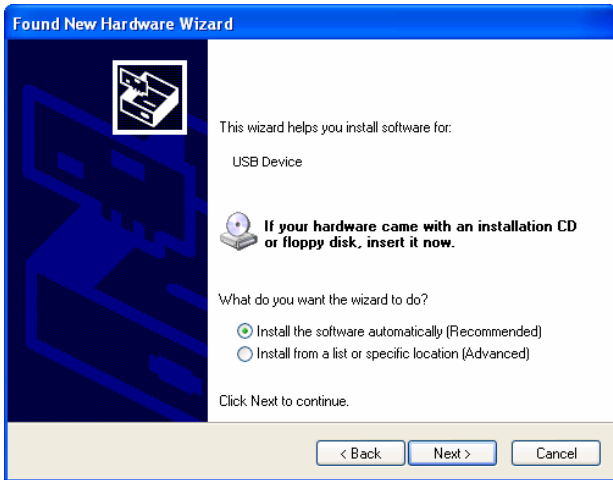 Found New Hardware Wizard
This wizard helps you install software for:
USB Device
If your hardware came with an installation CD
or floppy disk, insert it now.
What do you want the wizard to do?
Install the software automatically (Recommended)
Install from a list or specific location (Advanced)
Click Next to continue.
< Back Next > Cancel